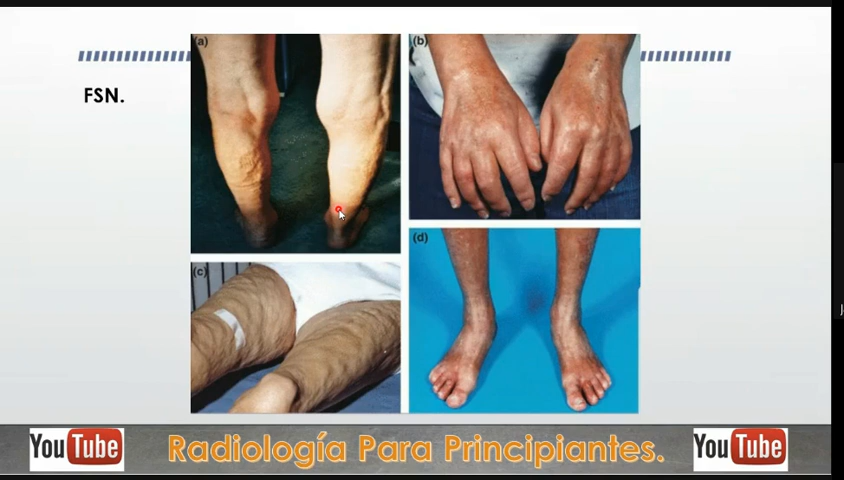 (a)
(b)
FSN.
(c)
(d)
YouTube
Radiología Para Principiantes.
YouTube